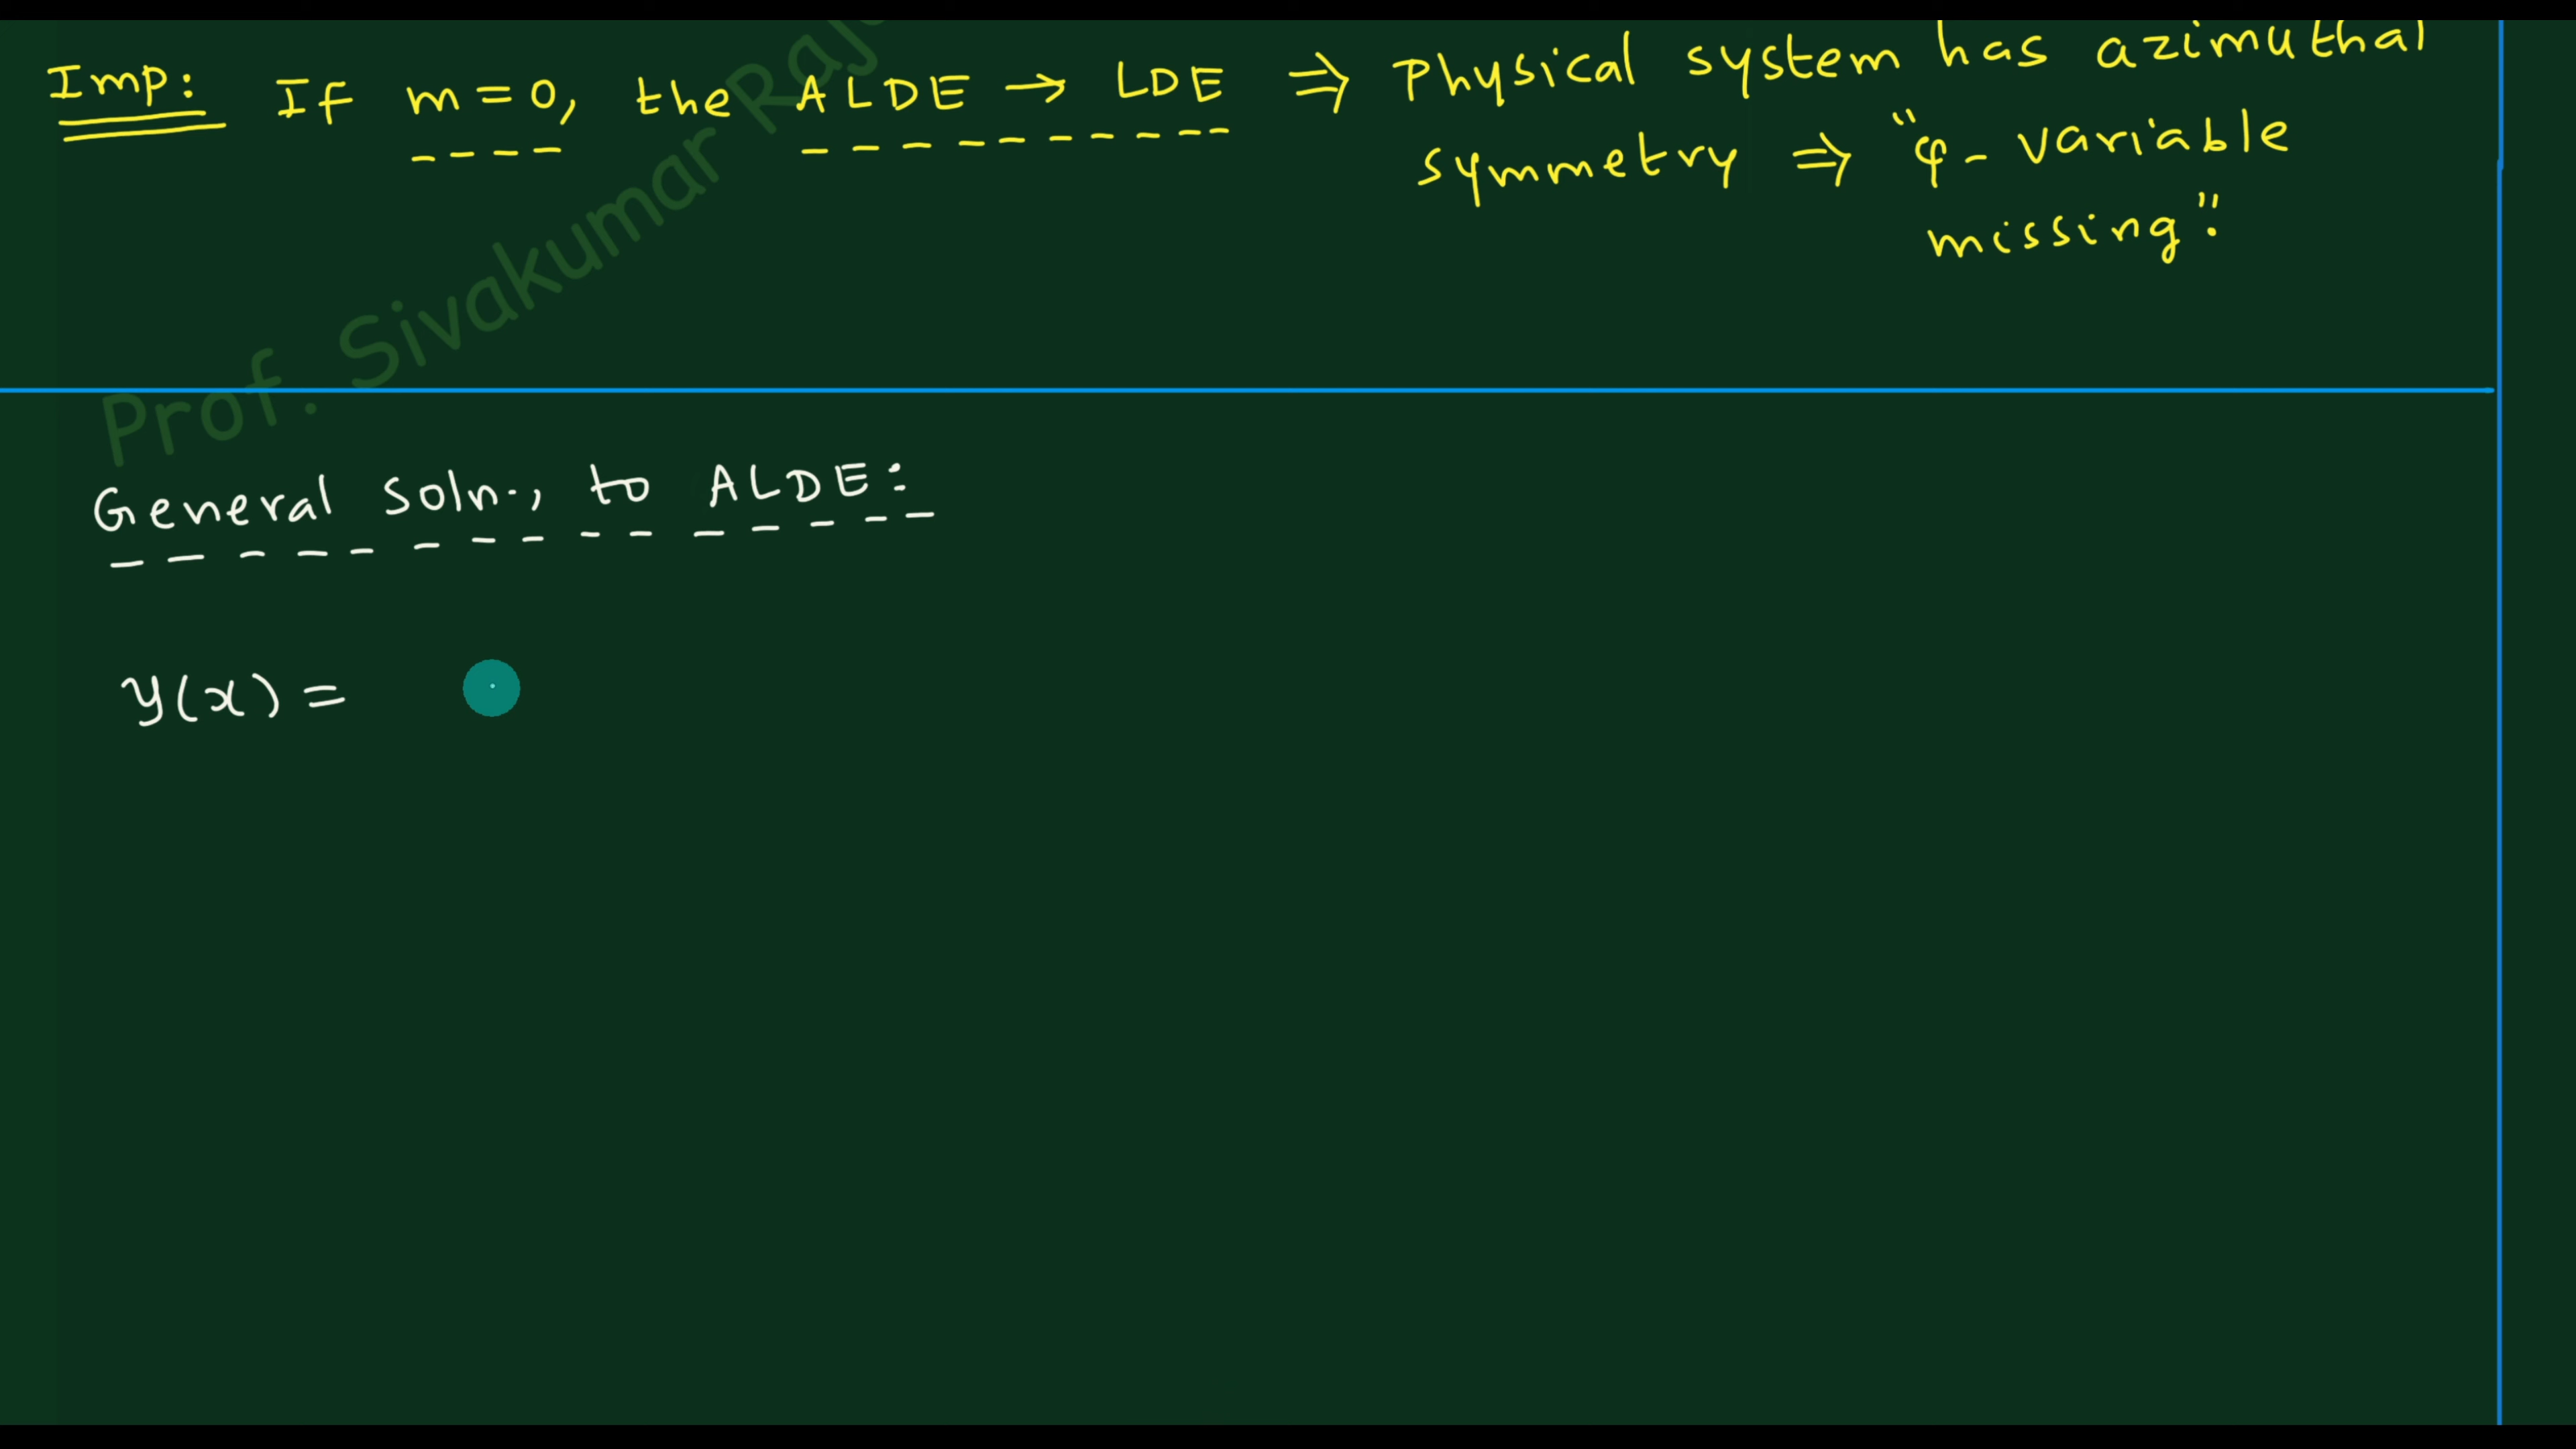 Imp: If m = 0, the ALDE → LDE ⇒ Physical system has azimuthal
symmetry ⇒ "φ - variable
missing".
Prof. Sivakumar Raj
General soln., to ALDE:
y(x) =